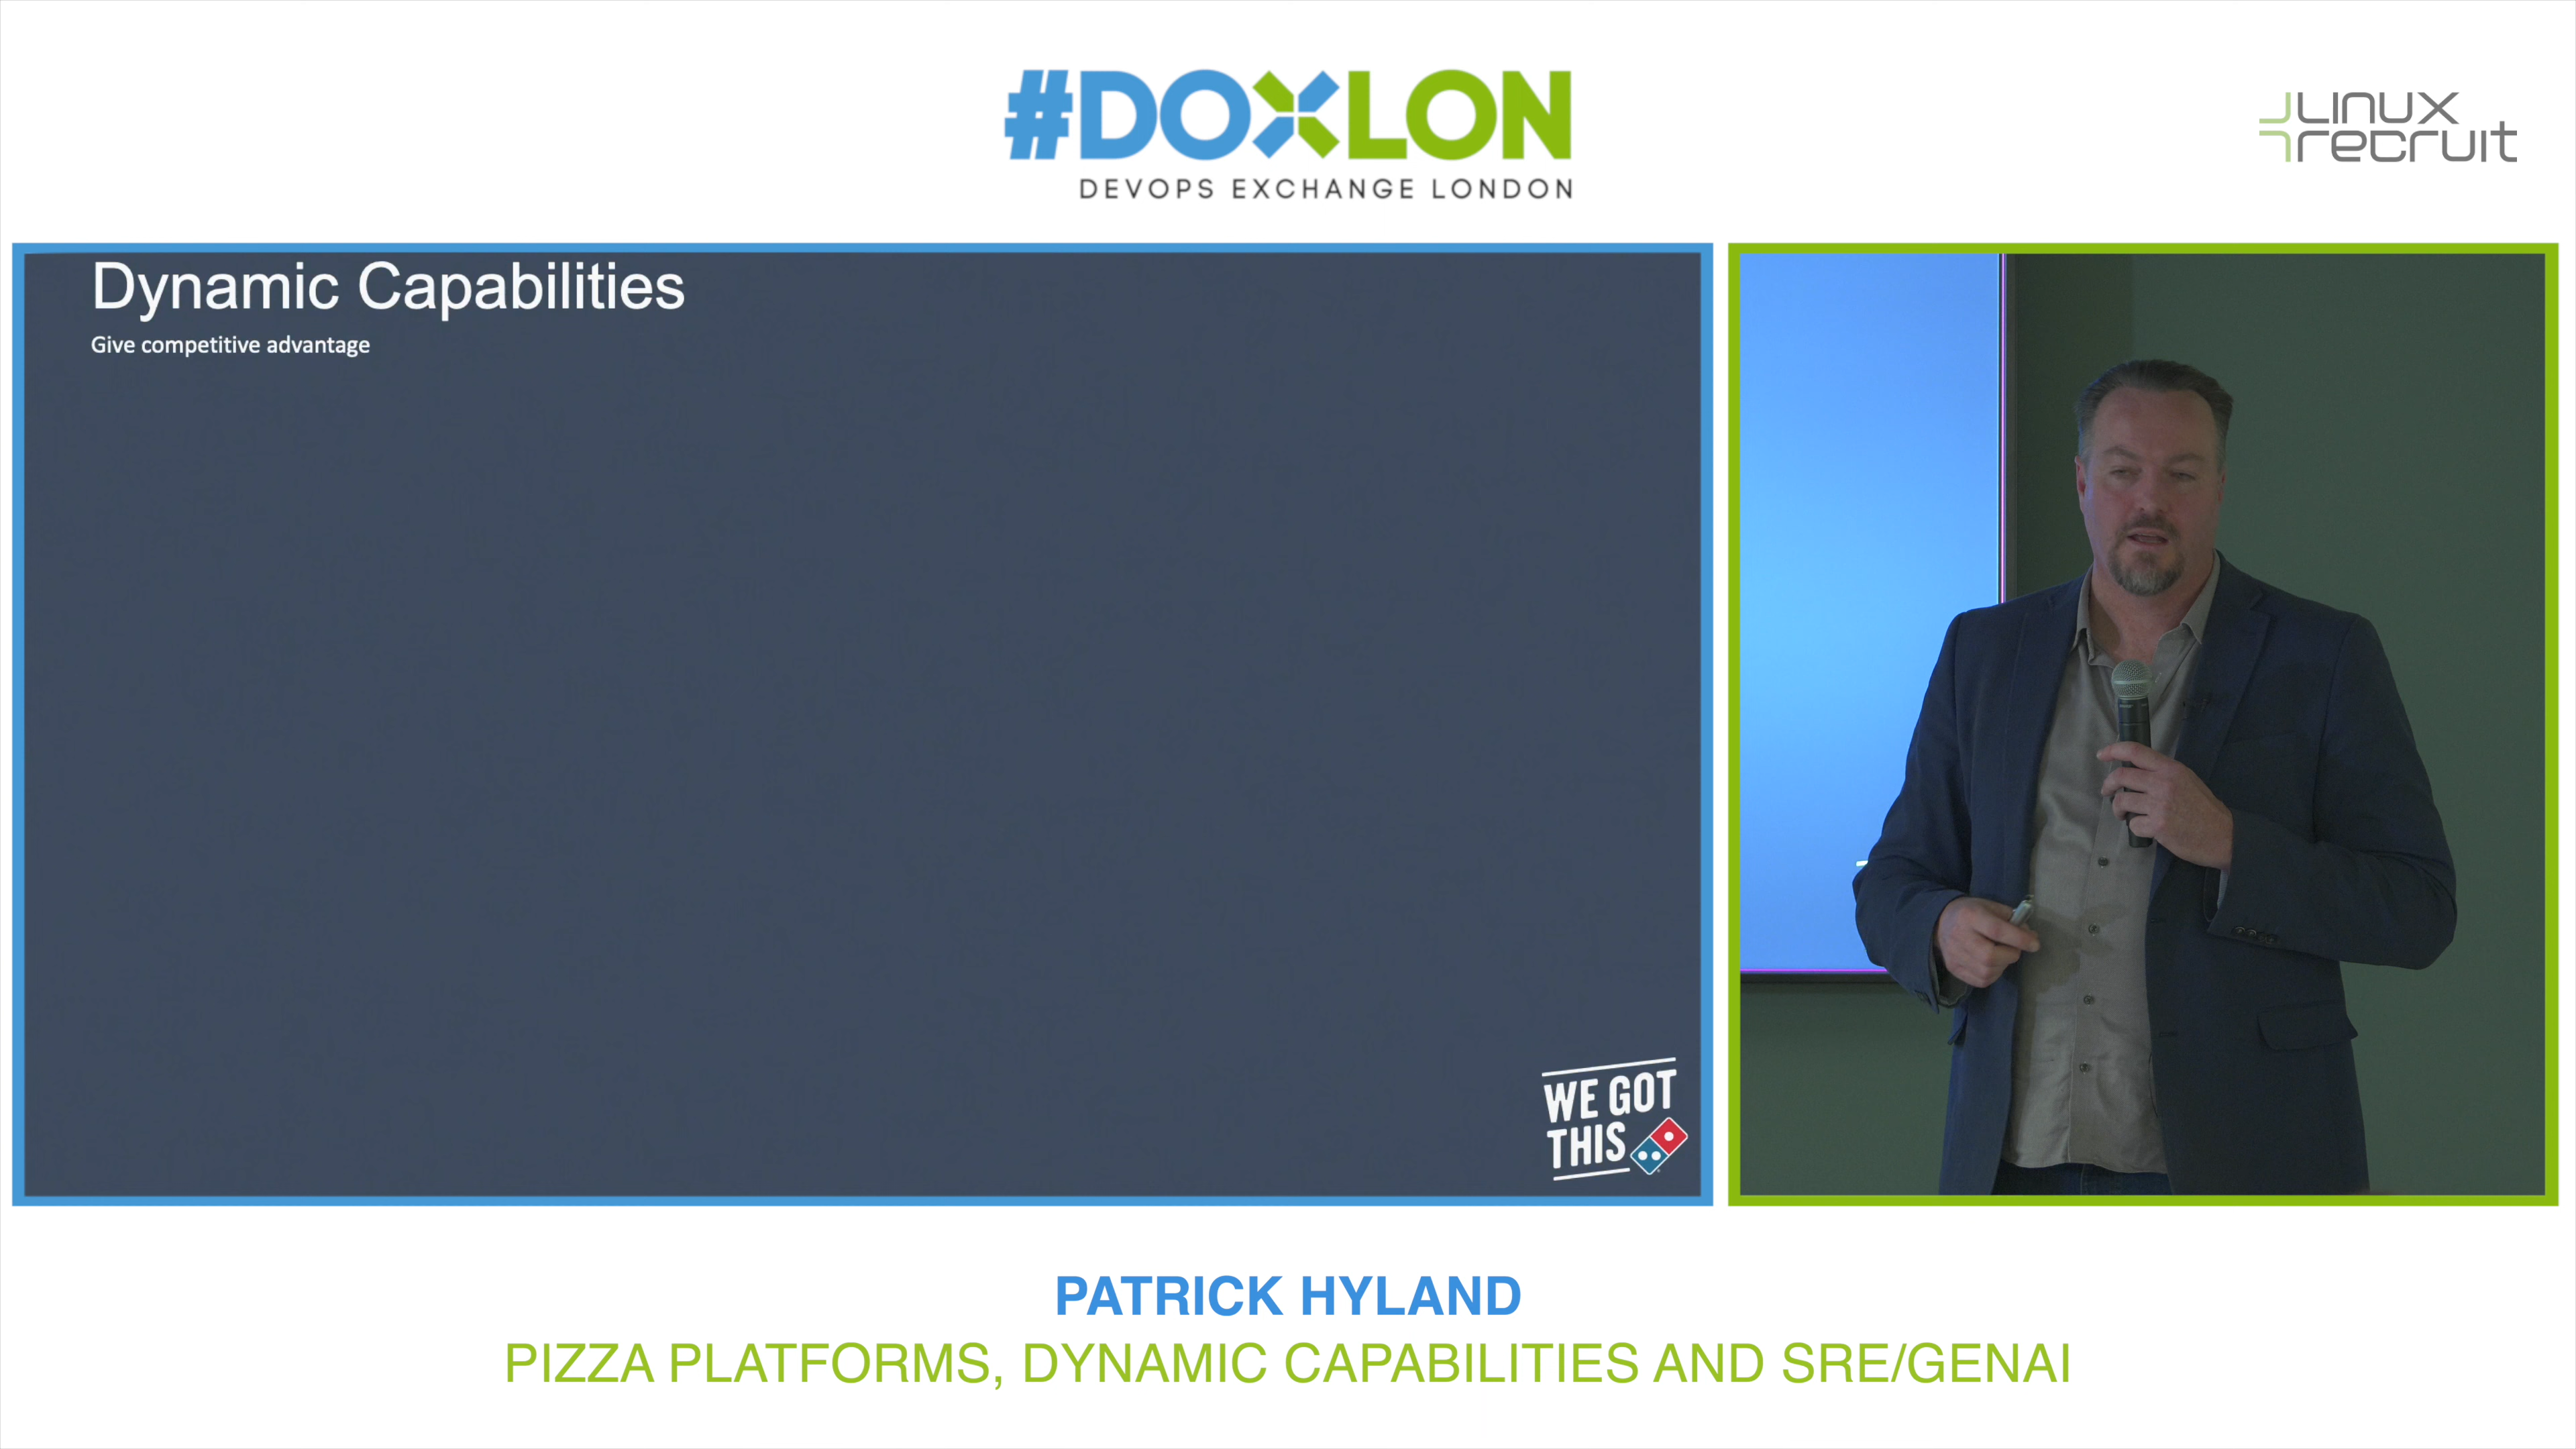 #DOXLON
DEVOPS EXCHANGE LONDON
LINUX
recruit
Dynamic Capabilities
Give competitive advantage
WE GOT
THIS
PATRICK HYLAND
PIZZA PLATFORMS, DYNAMIC CAPABILITIES AND SRE/GENAI